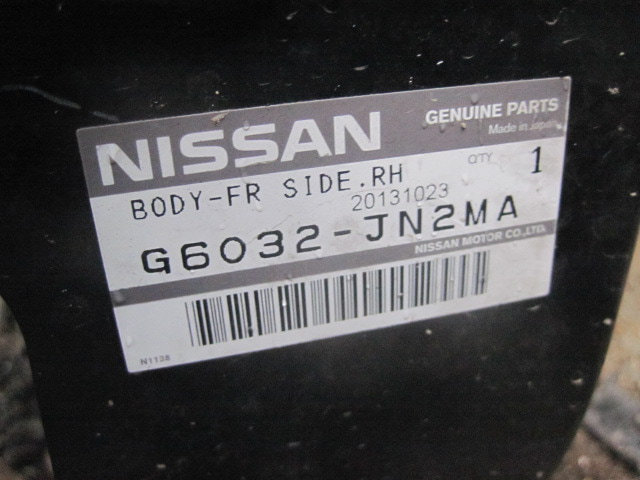 NISSAN
GENUINE PARTS
Made in Japan
BODY-FR SIDE.RH
QTY 1
20131023
G6032-JN2MA
NISSAN MOTOR CO.,LTD.
N1138